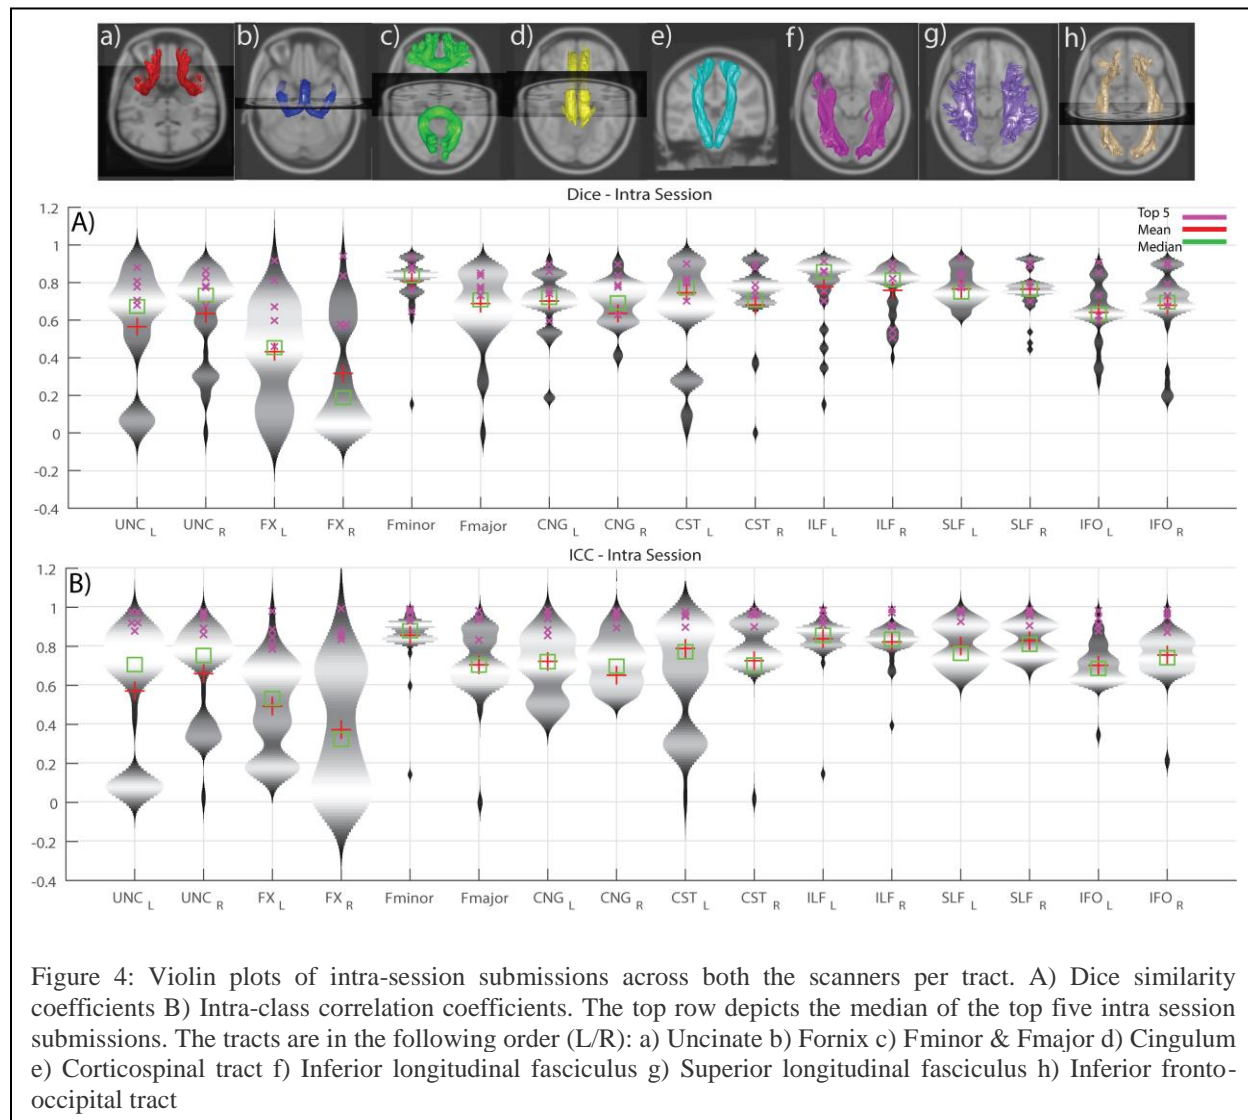 a) b) c) d) e) f) g) h)
Dice - Intra Session
A)
Top 5
Mean
Median
1.2
1
0.8
0.6
0.4
0.2
0
-0.2
-0.4
UNC L UNC R FX L FX R Fminor Fmajor CNG L CNG R CST L CST R ILF L ILF R SLF L SLF R IFO L IFO R
ICC - Intra Session
B)
1.2
1
0.8
0.6
0.4
0.2
0
-0.2
-0.4
UNC L UNC R FX L FX R Fminor Fmajor CNG L CNG R CST L CST R ILF L ILF R SLF L SLF R IFO L IFO R
Figure 4: Violin plots of intra-session submissions across both the scanners per tract. A) Dice similarity
coefficients B) Intra-class correlation coefficients. The top row depicts the median of the top five intra session
submissions. The tracts are in the following order (L/R): a) Uncinate b) Fornix c) Fminor & Fmajor d) Cingulum
e) Corticospinal tract f) Inferior longitudinal fasciculus g) Superior longitudinal fasciculus h) Inferior fronto-
occipital tract